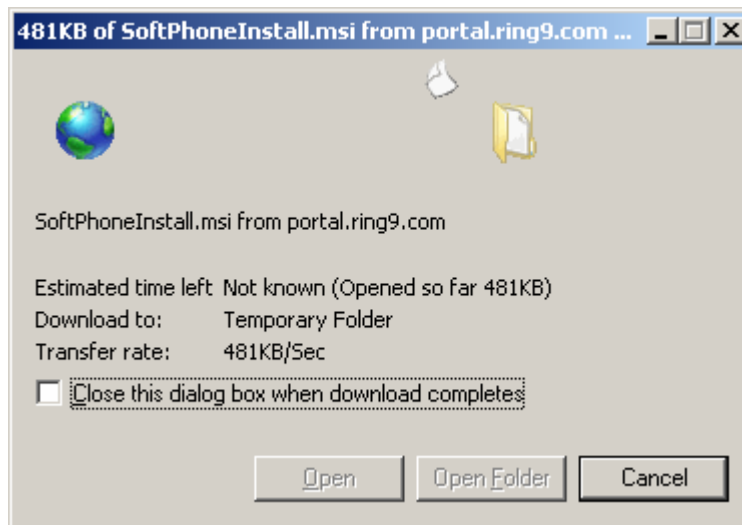 481KB of SoftPhoneInstall.msi from portal.ring9.com ...
SoftPhoneInstall.msi from portal.ring9.com
Estimated time left Not known (Opened so far 481KB)
Download to: Temporary Folder
Transfer rate: 481KB/Sec
Close this dialog box when download completes
Open Open Folder Cancel